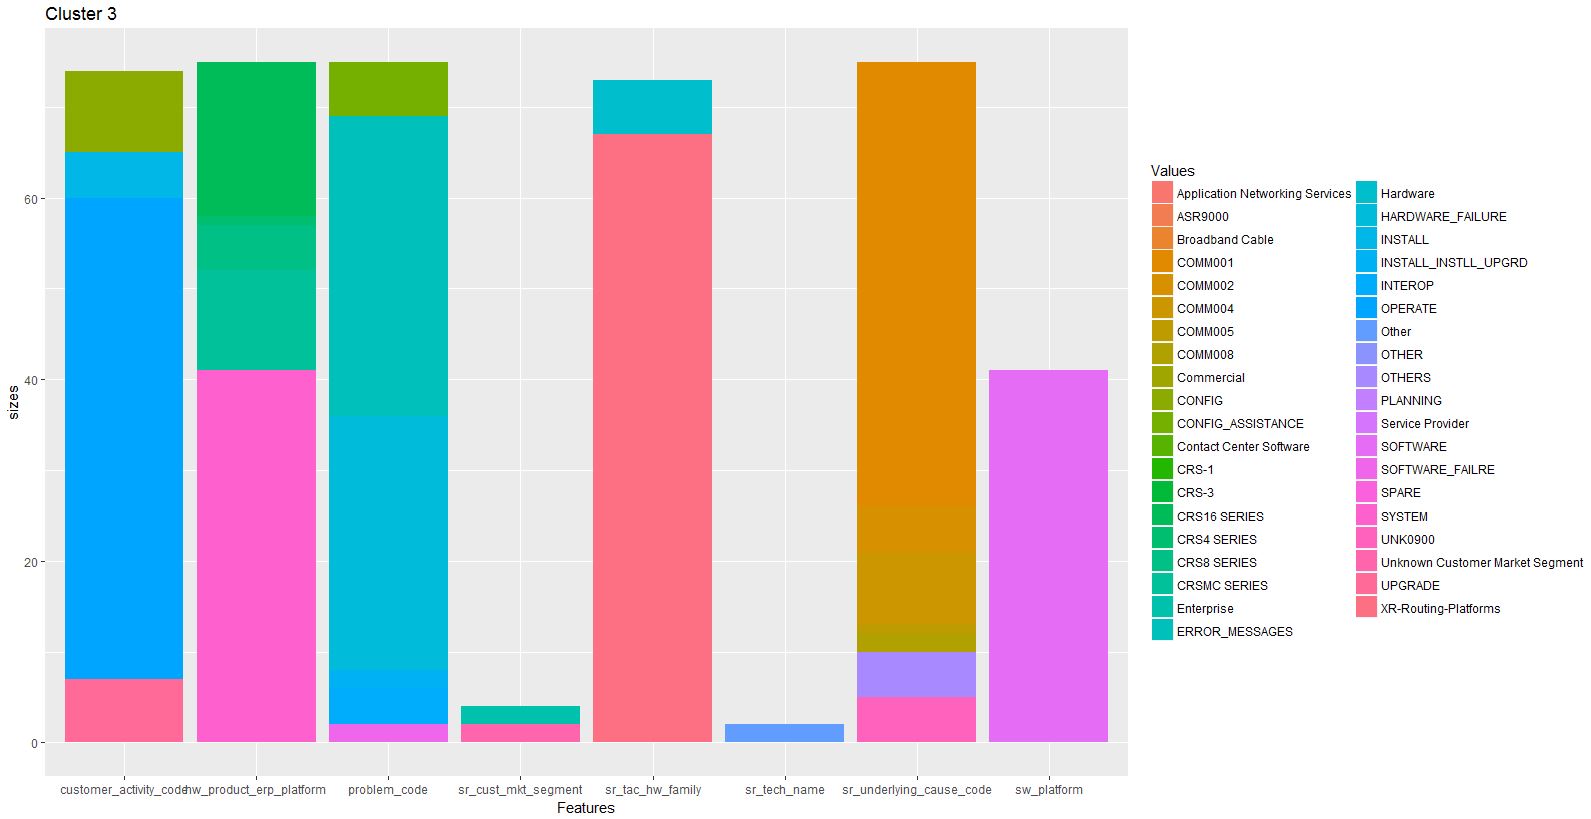 Cluster 3
sizes
60
40
20
0
customer_activity_code
hw_product_erp_platform
problem_code
sr_cust_mkt_segment
sr_tac_hw_family
sr_tech_name
sr_underlying_cause_code
sw_platform
Features
Values
Application Networking Services
ASR9000
Broadband Cable
COMM001
COMM002
COMM004
COMM005
COMM008
Commercial
CONFIG
CONFIG_ASSISTANCE
Contact Center Software
CRS-1
CRS-3
CRS16 SERIES
CRS4 SERIES
CRS8 SERIES
CRSMC SERIES
Enterprise
ERROR_MESSAGES
Hardware
HARDWARE_FAILURE
INSTALL
INSTALL_INSTLL_UPGRD
INTEROP
OPERATE
Other
OTHER
OTHERS
PLANNING
Service Provider
SOFTWARE
SOFTWARE_FAILRE
SPARE
SYSTEM
UNK0900
Unknown Customer Market Segment
UPGRADE
XR-Routing-Platforms